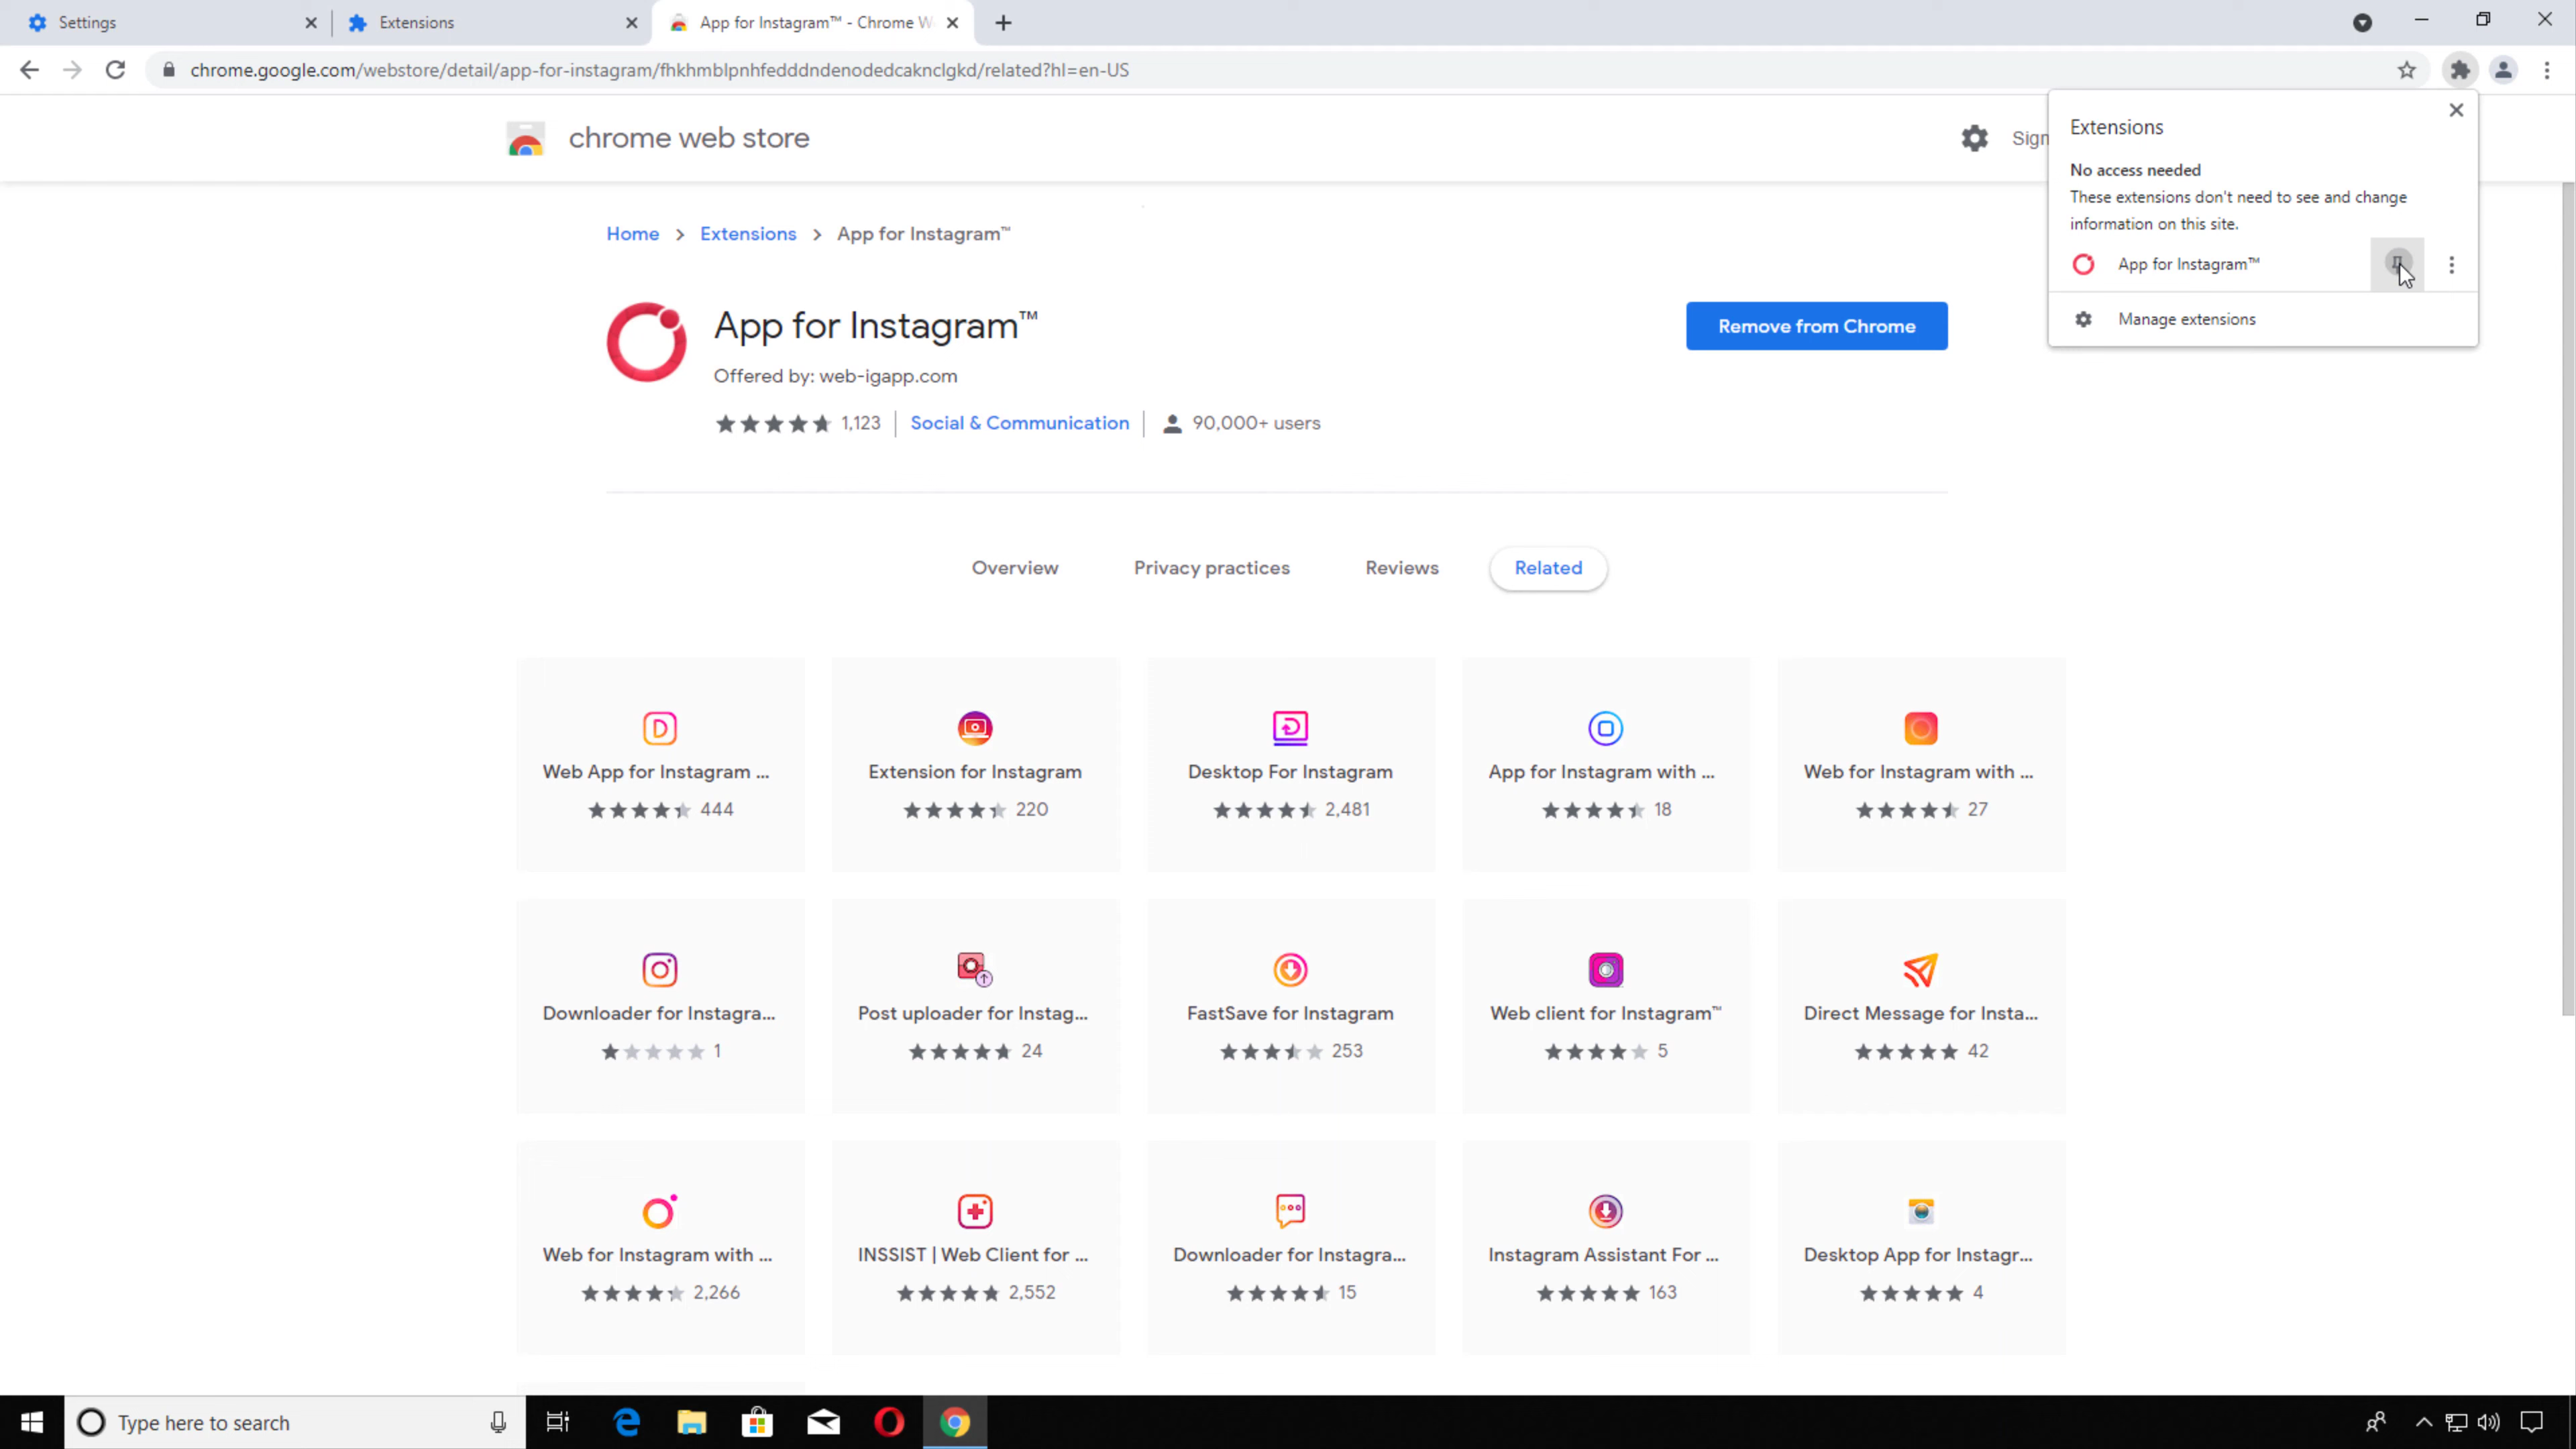 Settings
Extensions
App for Instagram™ - Chrome W
chrome.google.com/webstore/detail/app-for-instagram/fhkhmblpnhfedddndenodedcaknclgkd/related?hl=en-US
chrome web store
Sign
Extensions
No access needed
These extensions don't need to see and change
information on this site.
App for Instagram™
Manage extensions
Home > Extensions > App for Instagram™
App for Instagram™
Remove from Chrome
Offered by: web-igapp.com
1,123 Social & Communication 90,000+ users
Overview Privacy practices Reviews Related
Web App for Instagram ...
444
Extension for Instagram
220
Desktop For Instagram
2,481
App for Instagram with ...
18
Web for Instagram with ...
27
Downloader for Instagra...
1
Post uploader for Instag...
24
FastSave for Instagram
253
Web client for Instagram™
5
Direct Message for Insta...
42
Web for Instagram with ...
2,266
INSSIST | Web Client for ...
2,552
Downloader for Instagra...
15
Instagram Assistant For ...
163
Desktop App for Instagr...
4
Type here to search